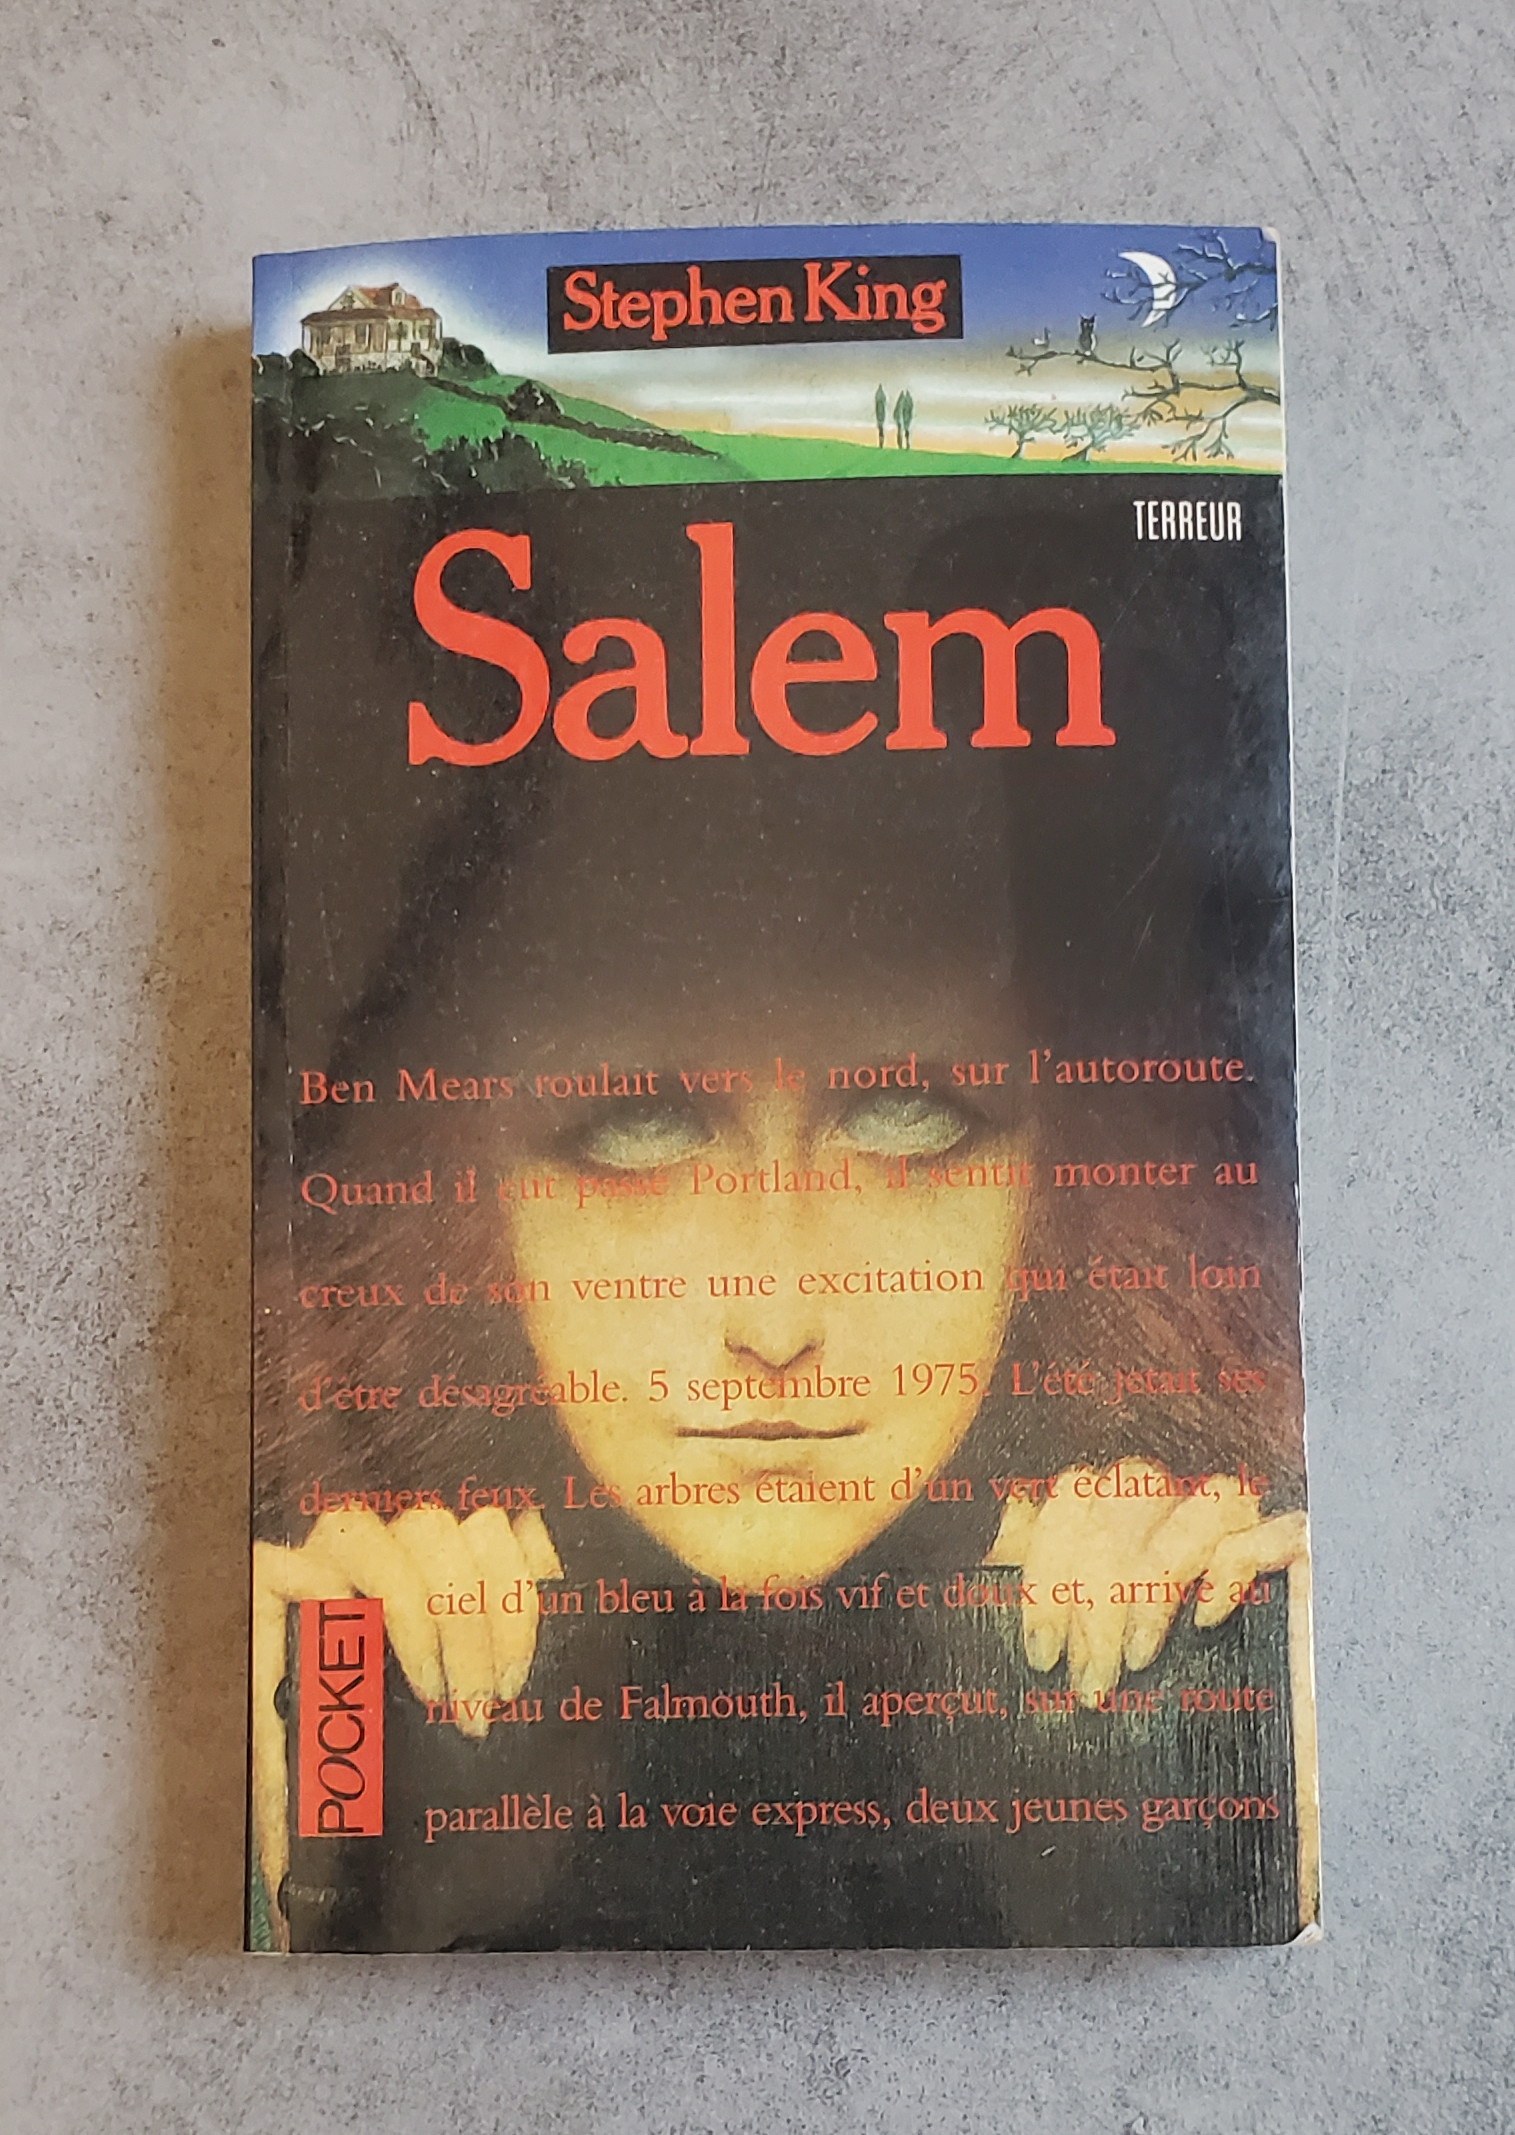 Stephen King
TERREUR
Salem
Ben Mears roulait vers le nord, sur l'autoroute.
Quand il eut passé Portland, il sentit monter au
creux de son ventre une excitation qui était loin
d'être désagréable. 5 septembre 1975. L'été jetait ses
derniers feux. Les arbres étaient d'un vert éclatant, le
ciel d'un bleu à la fois vif et doux et, arrivé au
niveau de Falmouth, il aperçut, sur une route
parallèle à la voie express, deux jeunes garçons
POCKET